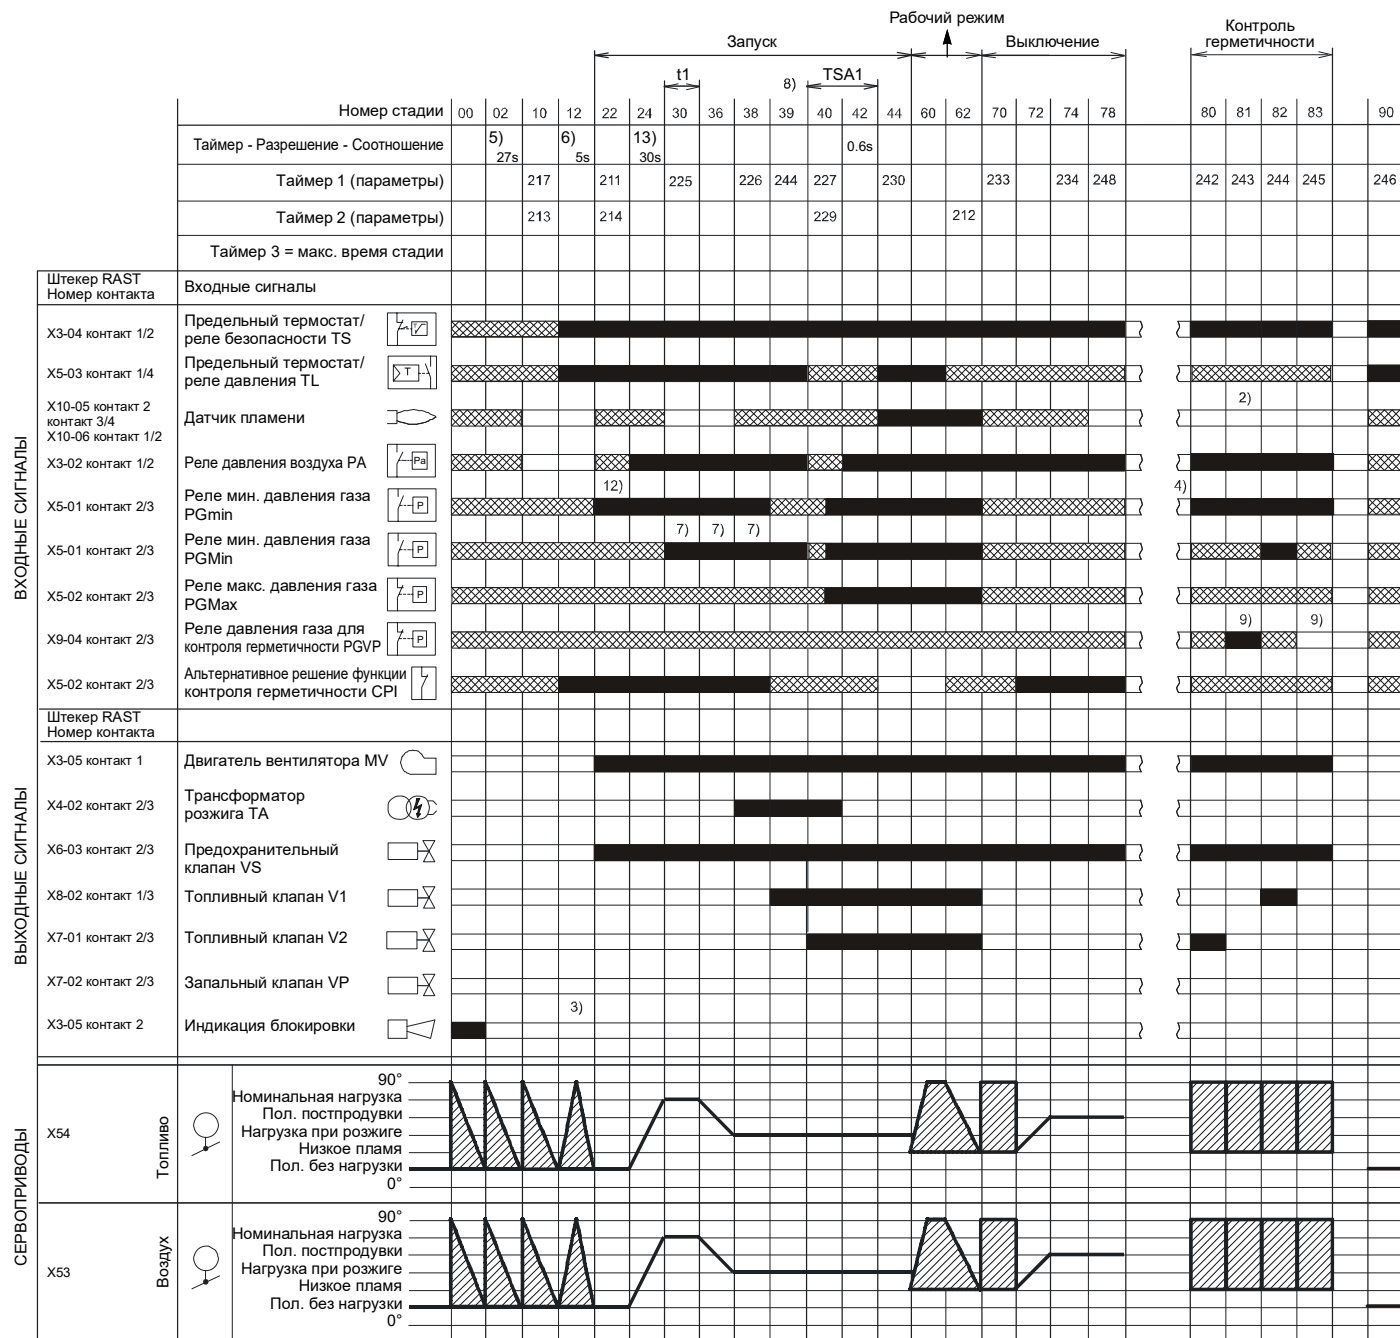 Рабочий режим
Запуск
Выключение
Контроль
герметичности
t1
8)
TSA1
Номер стадии 00 02 10 12 22 24 30 36 38 39 40 42 44 60 62 70 72 74 78 80 81 82 83 90
Таймер - Разрешение - Соотношение 5) 27s 6) 5s 13) 30s 0.6s
Таймер 1 (параметры) 217 211 225 226 244 227 230 233 234 248 242 243 244 245 246
Таймер 2 (параметры) 213 214 229 212
Таймер 3 = макс. время стадии
Штекер RAST
Номер контакта
Входные сигналы
ВХОДНЫЕ СИГНАЛЫ
X3-04 контакт 1/2
Предельный термостат/
реле безопасности TS
X5-03 контакт 1/4
Предельный термостат/
реле давления TL
T
2)
X10-05 контакт 2
контакт 3/4
X10-06 контакт 1/2
Датчик пламени
X3-02 контакт 1/2
Реле давления воздуха PA
Pa
12)
4)
X5-01 контакт 2/3
Реле мин. давления газа
PGmin
P
7) 7) 7)
X5-01 контакт 2/3
Реле мин. давления газа
PGMin
P
X5-02 контакт 2/3
Реле макс. давления газа
PGMax
P
9) 9)
X9-04 контакт 2/3
Реле давления газа для
контроля герметичности PGVP
P
X5-02 контакт 2/3
Альтернативное решение функции
контроля герметичности CPI
Штекер RAST
Номер контакта
ВЫХОДНЫЕ СИГНАЛЫ
X3-05 контакт 1
Двигатель вентилятора MV
X4-02 контакт 2/3
Трансформатор
розжига TA
X6-03 контакт 2/3
Предохранительный
клапан VS
X8-02 контакт 1/3
Топливный клапан V1
X7-01 контакт 2/3
Топливный клапан V2
X7-02 контакт 2/3
Запальный клапан VP
3)
X3-05 контакт 2
Индикация блокировки
СЕРВОПРИВОДЫ
X54
Топливо
90°
Номинальная нагрузка
Пол. постпродувки
Нагрузка при розжиге
Низкое пламя
Пол. без нагрузки
0°
X53
Воздух
90°
Номинальная нагрузка
Пол. постпродувки
Нагрузка при розжиге
Низкое пламя
Пол. без нагрузки
0°